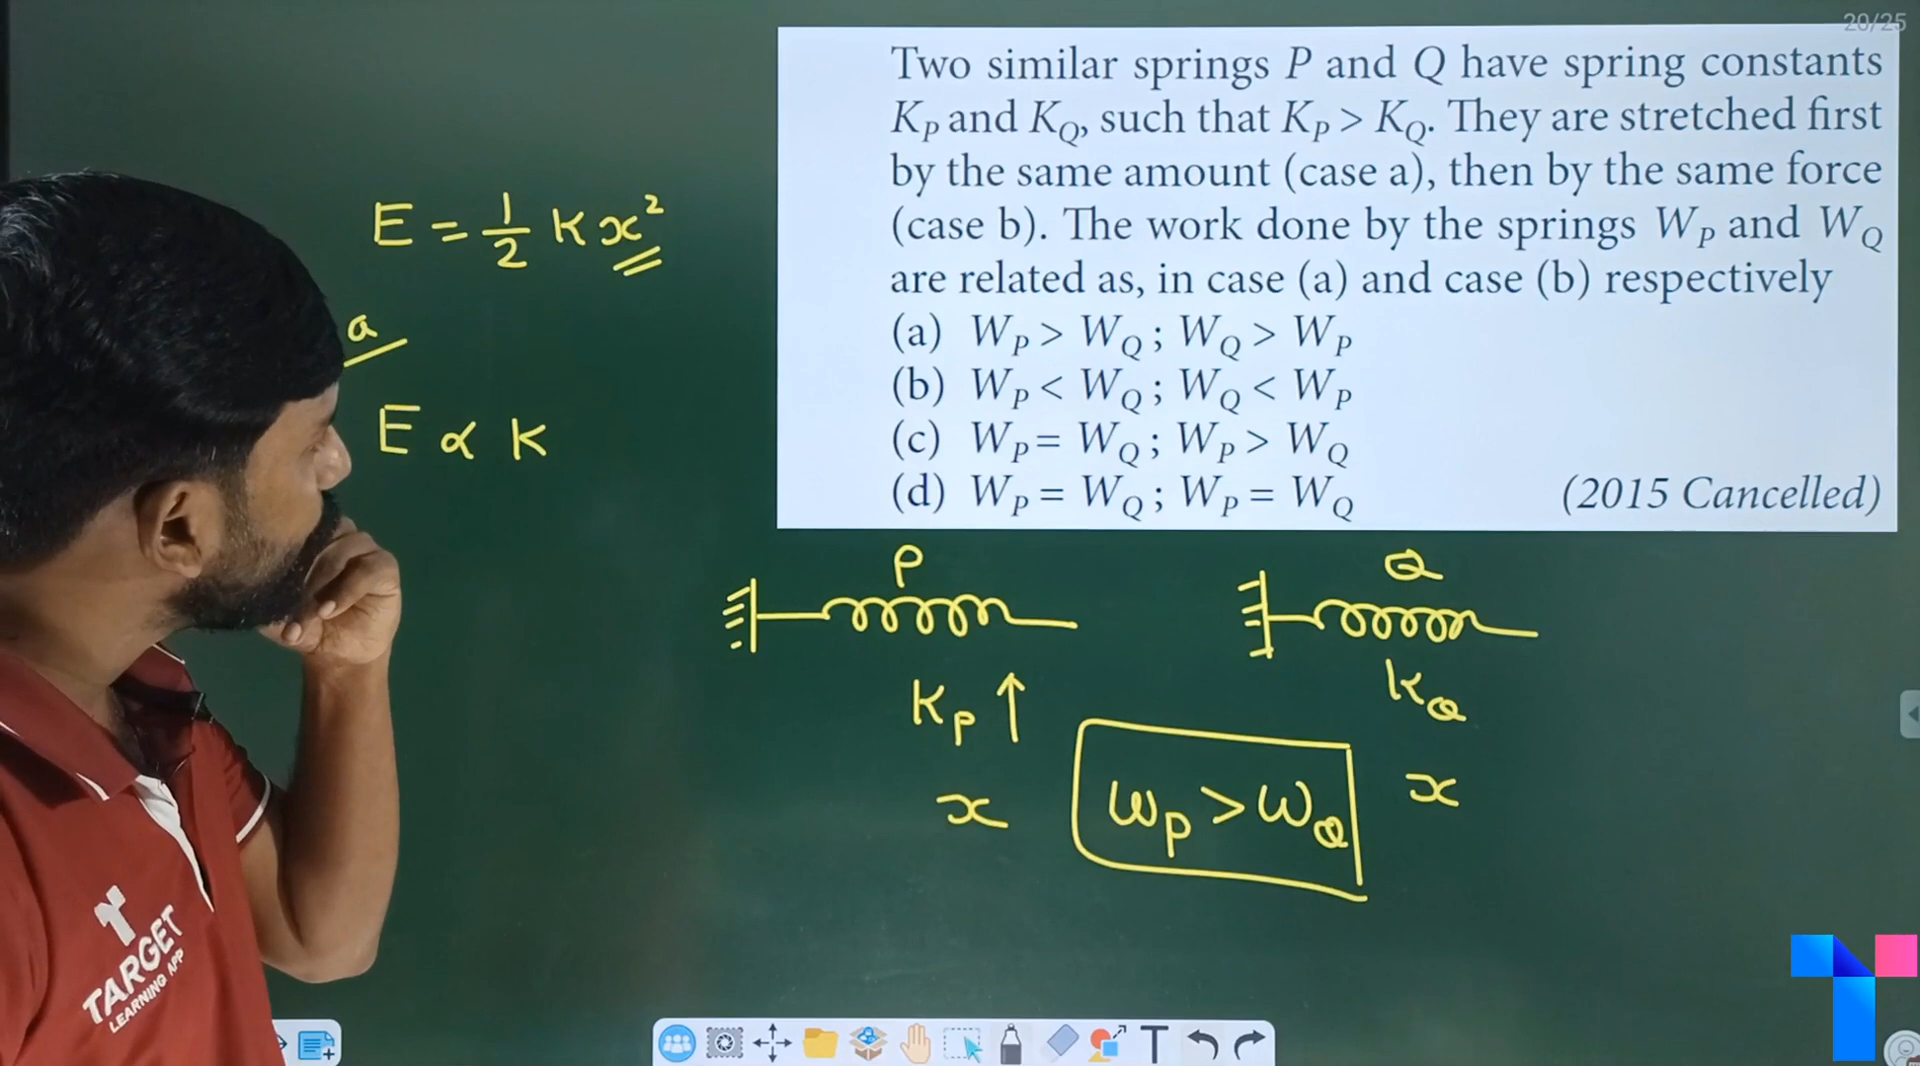 20/25
Two similar springs P and Q have spring constants
K_P and K_Q, such that K_P > K_Q. They are stretched first
by the same amount (case a), then by the same force
(case b). The work done by the springs W_P and W_Q
are related as, in case (a) and case (b) respectively
(a) W_P > W_Q ; W_Q > W_P
(b) W_P < W_Q ; W_Q < W_P
(c) W_P = W_Q ; W_P > W_Q
(d) W_P = W_Q ; W_P = W_Q (2015 Cancelled)
E = 1/2 K x²
a
E ∝ K
P
Q
K_P ↑
K_Q
x
W_P > W_Q
x
TARGET
LEARNING APP
T